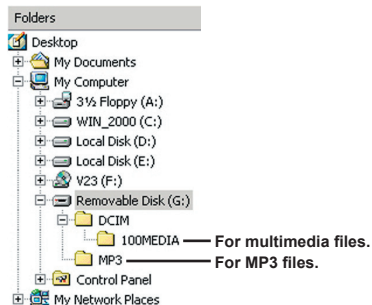 Folders
Desktop
My Documents
My Computer
3½ Floppy (A:)
WIN_2000 (C:)
Local Disk (D:)
Local Disk (E:)
V23 (F:)
Removable Disk (G:)
DCIM
100MEDIA For multimedia files.
MP3 For MP3 files.
Control Panel
My Network Places